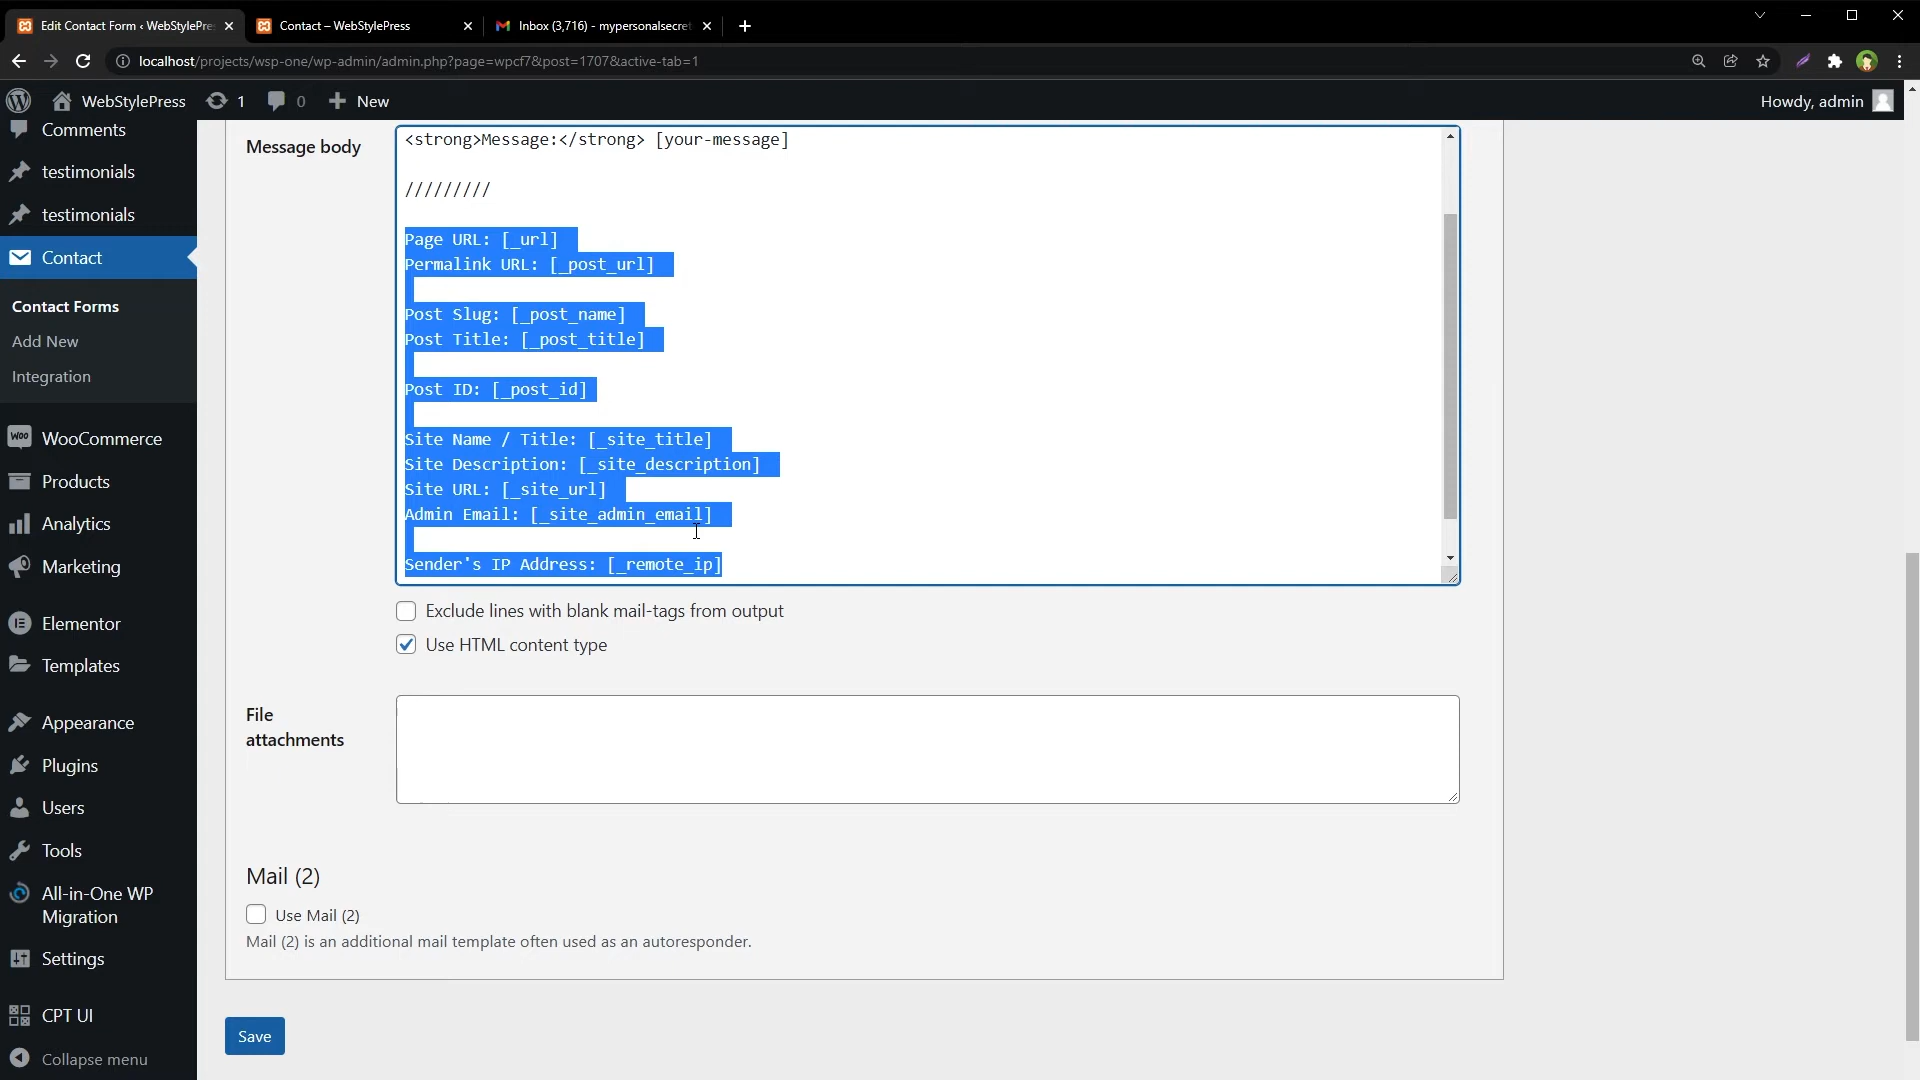 Edit Contact Form ‹ WebStylePre
Contact – WebStylePress
Inbox (3,716) - mypersonalsecret
localhost/projects/wsp-one/wp-admin/admin.php?page=wpcf7&post=1707&active-tab=1
WebStylePress
1
0
New
Howdy, admin
Comments
testimonials
testimonials
Contact
Contact Forms
Add New
Integration
WooCommerce
Products
Analytics
Marketing
Elementor
Templates
Appearance
Plugins
Users
Tools
All-in-One WP
Migration
Settings
CPT UI
Collapse menu
Message body
<strong>Message:</strong> [your-message]
/////////
Page URL: [_url]
Permalink URL: [_post_url]
Post Slug: [_post_name]
Post Title: [_post_title]
Post ID: [_post_id]
Site Name / Title: [_site_title]
Site Description: [_site_description]
Site URL: [_site_url]
Admin Email: [_site_admin_email]
Sender's IP Address: [_remote_ip]
Exclude lines with blank mail-tags from output
Use HTML content type
File
attachments
Mail (2)
Use Mail (2)
Mail (2) is an additional mail template often used as an autoresponder.
Save